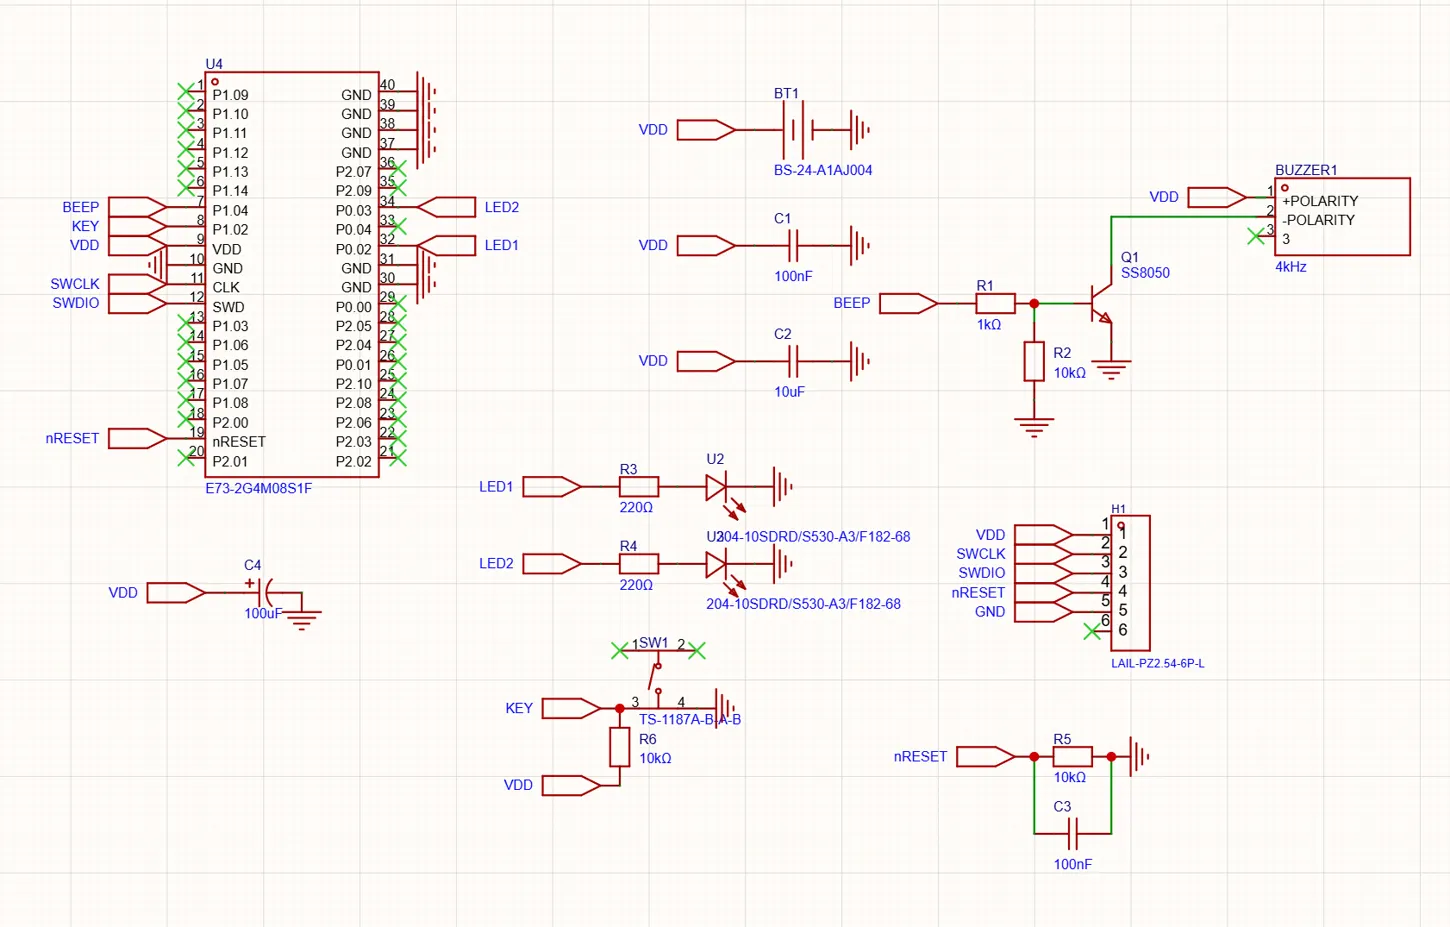 U4
1 P1.09 GND 40
2 P1.10 GND 39
3 P1.11 GND 38
4 P1.12 GND 37
5 P1.13 P2.07 36
6 P1.14 P2.09 35
BEEP 7 P1.04 P0.03 34 LED2
KEY 8 P1.02 P0.04 33
VDD 9 VDD P0.02 32 LED1
10 GND GND 31
SWCLK 11 CLK GND 30
SWDIO 12 SWD P0.00 29
13 P1.03 P2.05 28
14 P1.06 P2.04 27
15 P1.05 P0.01 26
16 P1.07 P2.10 25
17 P1.08 P2.08 24
18 P2.00 P2.06 23
nRESET 19 nRESET P2.03 22
20 P2.01 P2.02 21
E73-2G4M08S1F
BT1
VDD
BS-24-A1AJ004
C1
VDD
100nF
C2
VDD
10uF
BUZZER1
VDD 1 +POLARITY
2 -POLARITY
3 3
4kHz
Q1
SS8050
R1
BEEP
1kΩ
R2
10kΩ
R3
U2
LED1
220Ω
204-10SDRD/S530-A3/F182-68
R4
U3
LED2
220Ω
204-10SDRD/S530-A3/F182-68
C4
VDD
100uF
H1
VDD 1 1
SWCLK 2 2
SWDIO 3 3
nRESET 4 4
GND 5 5
6 6
LAIL-PZ2.54-6P-L
1 SW1 2
KEY 3 4
TS-1187A-B-A-B
R6
10kΩ
VDD
R5
nRESET
10kΩ
C3
100nF